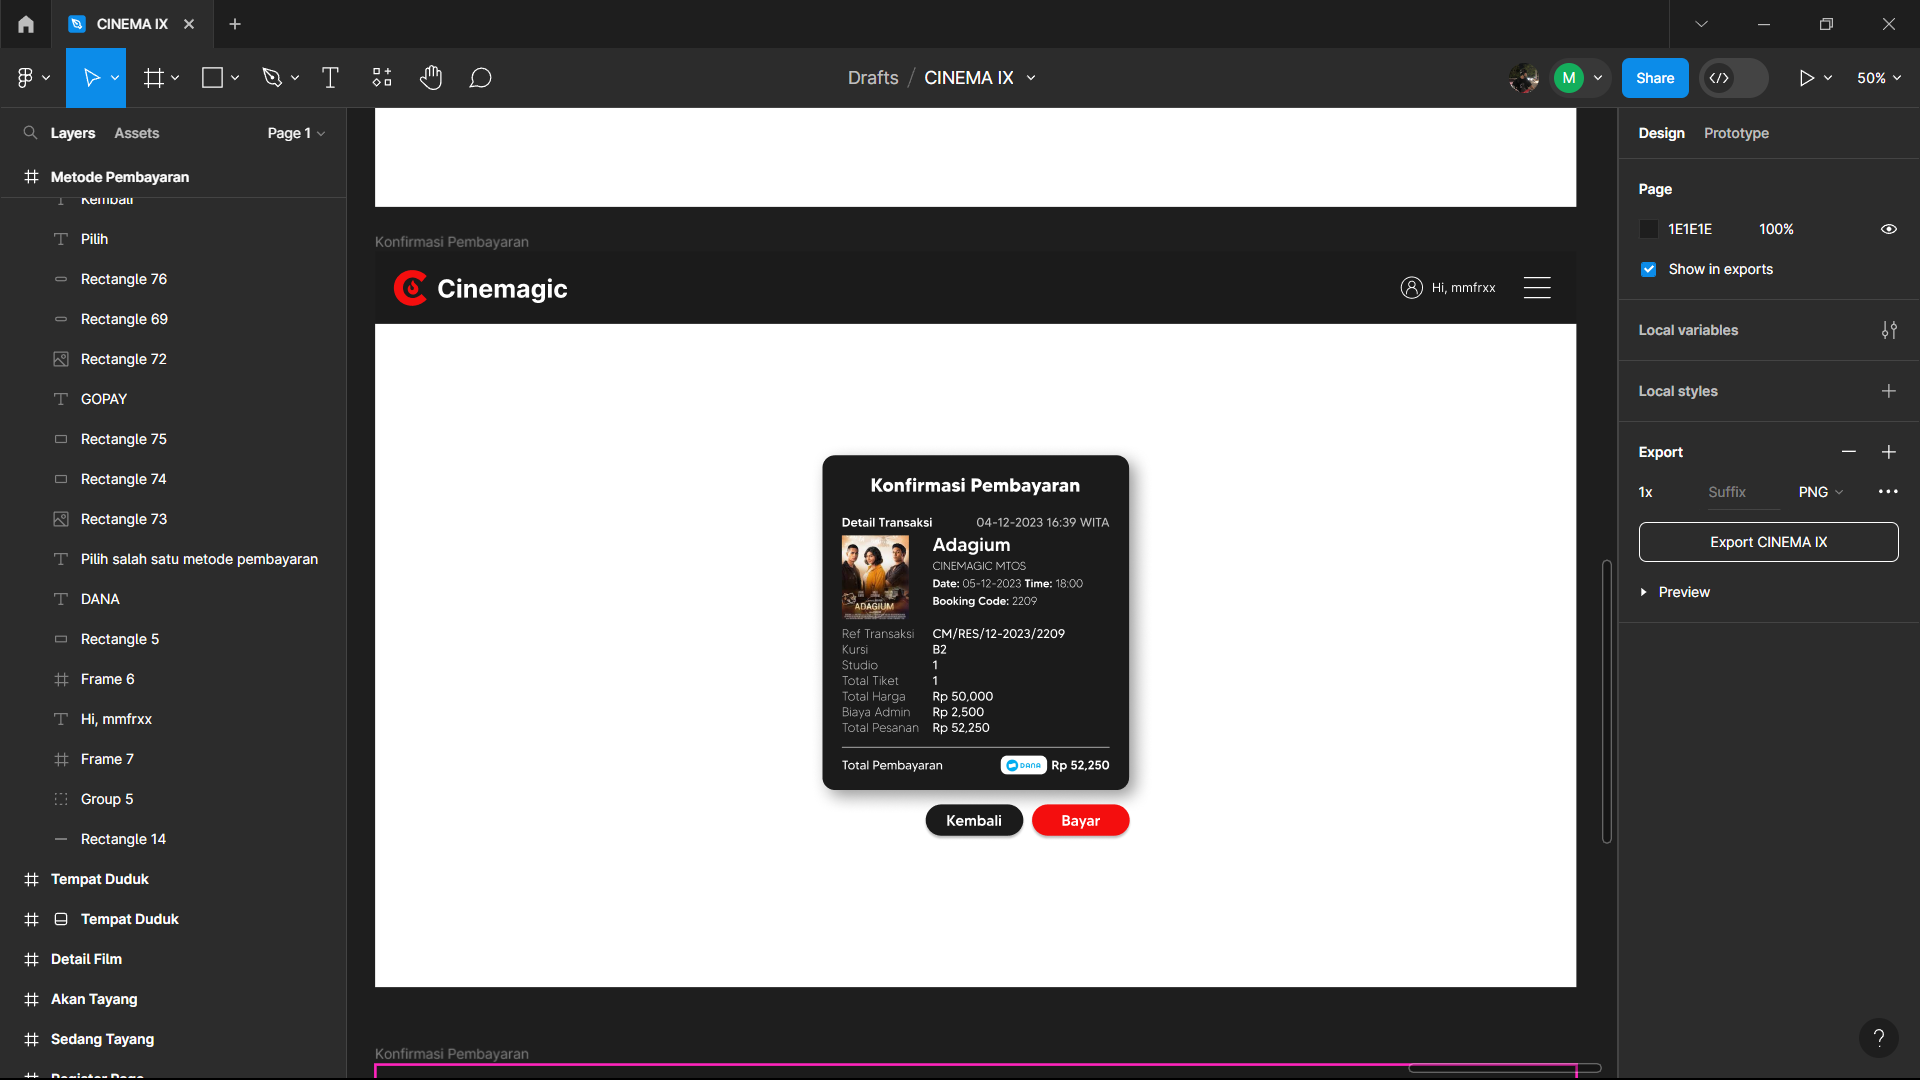 CINEMA IX
Drafts / CINEMA IX
M
Share
50%
Layers
Assets
Page 1
Metode Pembayaran
Kembali
Pilih
Rectangle 76
Rectangle 69
Rectangle 72
GOPAY
Rectangle 75
Rectangle 74
Rectangle 73
Pilih salah satu metode pembayaran
DANA
Rectangle 5
Frame 6
Hi, mmfrxx
Frame 7
Group 5
Rectangle 14
Tempat Duduk
Tempat Duduk
Detail Film
Akan Tayang
Sedang Tayang
Register Page
Konfirmasi Pembayaran
Cinemagic
Hi, mmfrxx
Konfirmasi Pembayaran
Detail Transaksi 04-12-2023 16:39 WITA
ADAGIUM
Adagium
CINEMAGIC MTOS
Date: 05-12-2023 Time: 18:00
Booking Code: 2209
Ref Transaksi CM/RES/12-2023/2209
Kursi B2
Studio 1
Total Tiket 1
Total Harga Rp 50,000
Biaya Admin Rp 2,500
Total Pesanan Rp 52,250
Total Pembayaran DANA Rp 52,250
Kembali
Bayar
Konfirmasi Pembayaran
Design
Prototype
Page
1E1E1E 100%
Show in exports
Local variables
Local styles
Export
1x Suffix PNG
Export CINEMA IX
Preview
?